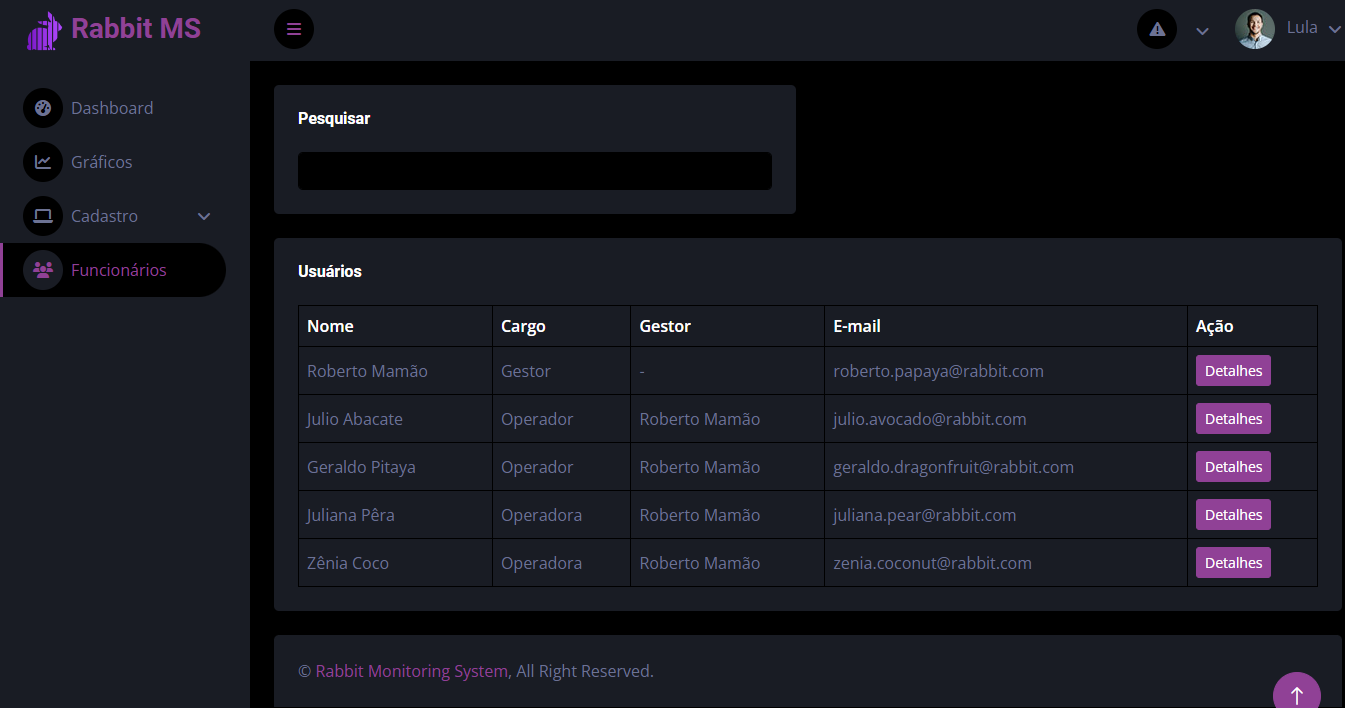 Rabbit MS
Lula
Dashboard
Gráficos
Cadastro
Funcionários
Pesquisar
Usuários
Nome Cargo Gestor E-mail Ação
Roberto Mamão Gestor - roberto.papaya@rabbit.com Detalhes
Julio Abacate Operador Roberto Mamão julio.avocado@rabbit.com Detalhes
Geraldo Pitaya Operador Roberto Mamão geraldo.dragonfruit@rabbit.com Detalhes
Juliana Pêra Operadora Roberto Mamão juliana.pear@rabbit.com Detalhes
Zênia Coco Operadora Roberto Mamão zenia.coconut@rabbit.com Detalhes
© Rabbit Monitoring System, All Right Reserved.